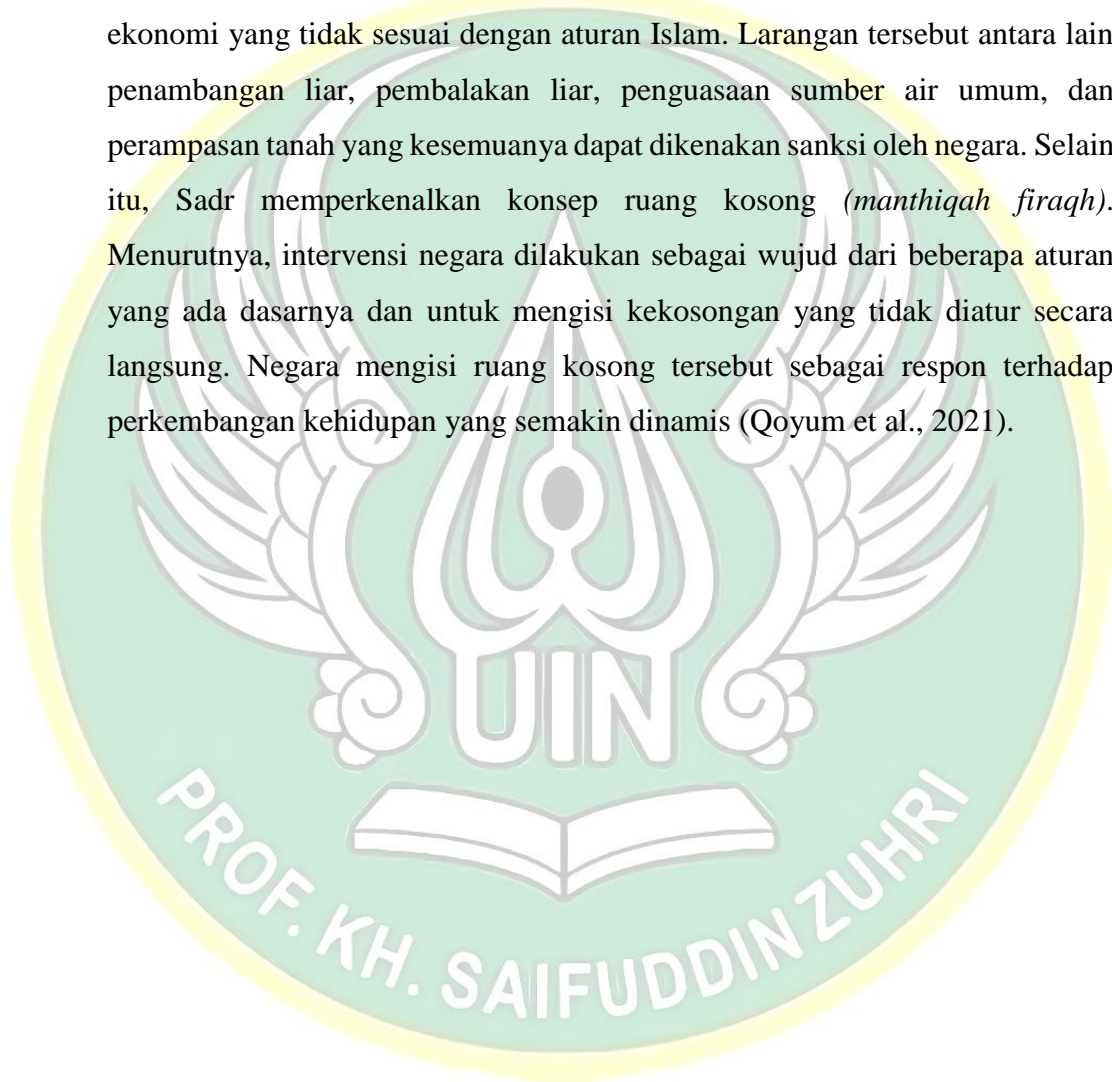 ekonomi yang tidak sesuai dengan aturan Islam. Larangan tersebut antara lain
penambangan liar, pembalakan liar, penguasaan sumber air umum, dan
perampasan tanah yang kesemuanya dapat dikenakan sanksi oleh negara. Selain
itu, Sadr memperkenalkan konsep ruang kosong (manthiqah firaqh).
Menurutnya, intervensi negara dilakukan sebagai wujud dari beberapa aturan
yang ada dasarnya dan untuk mengisi kekosongan yang tidak diatur secara
langsung. Negara mengisi ruang kosong tersebut sebagai respon terhadap
perkembangan kehidupan yang semakin dinamis (Qoyum et al., 2021).
UIN
PROF. KH. SAIFUDDIN ZUHRI